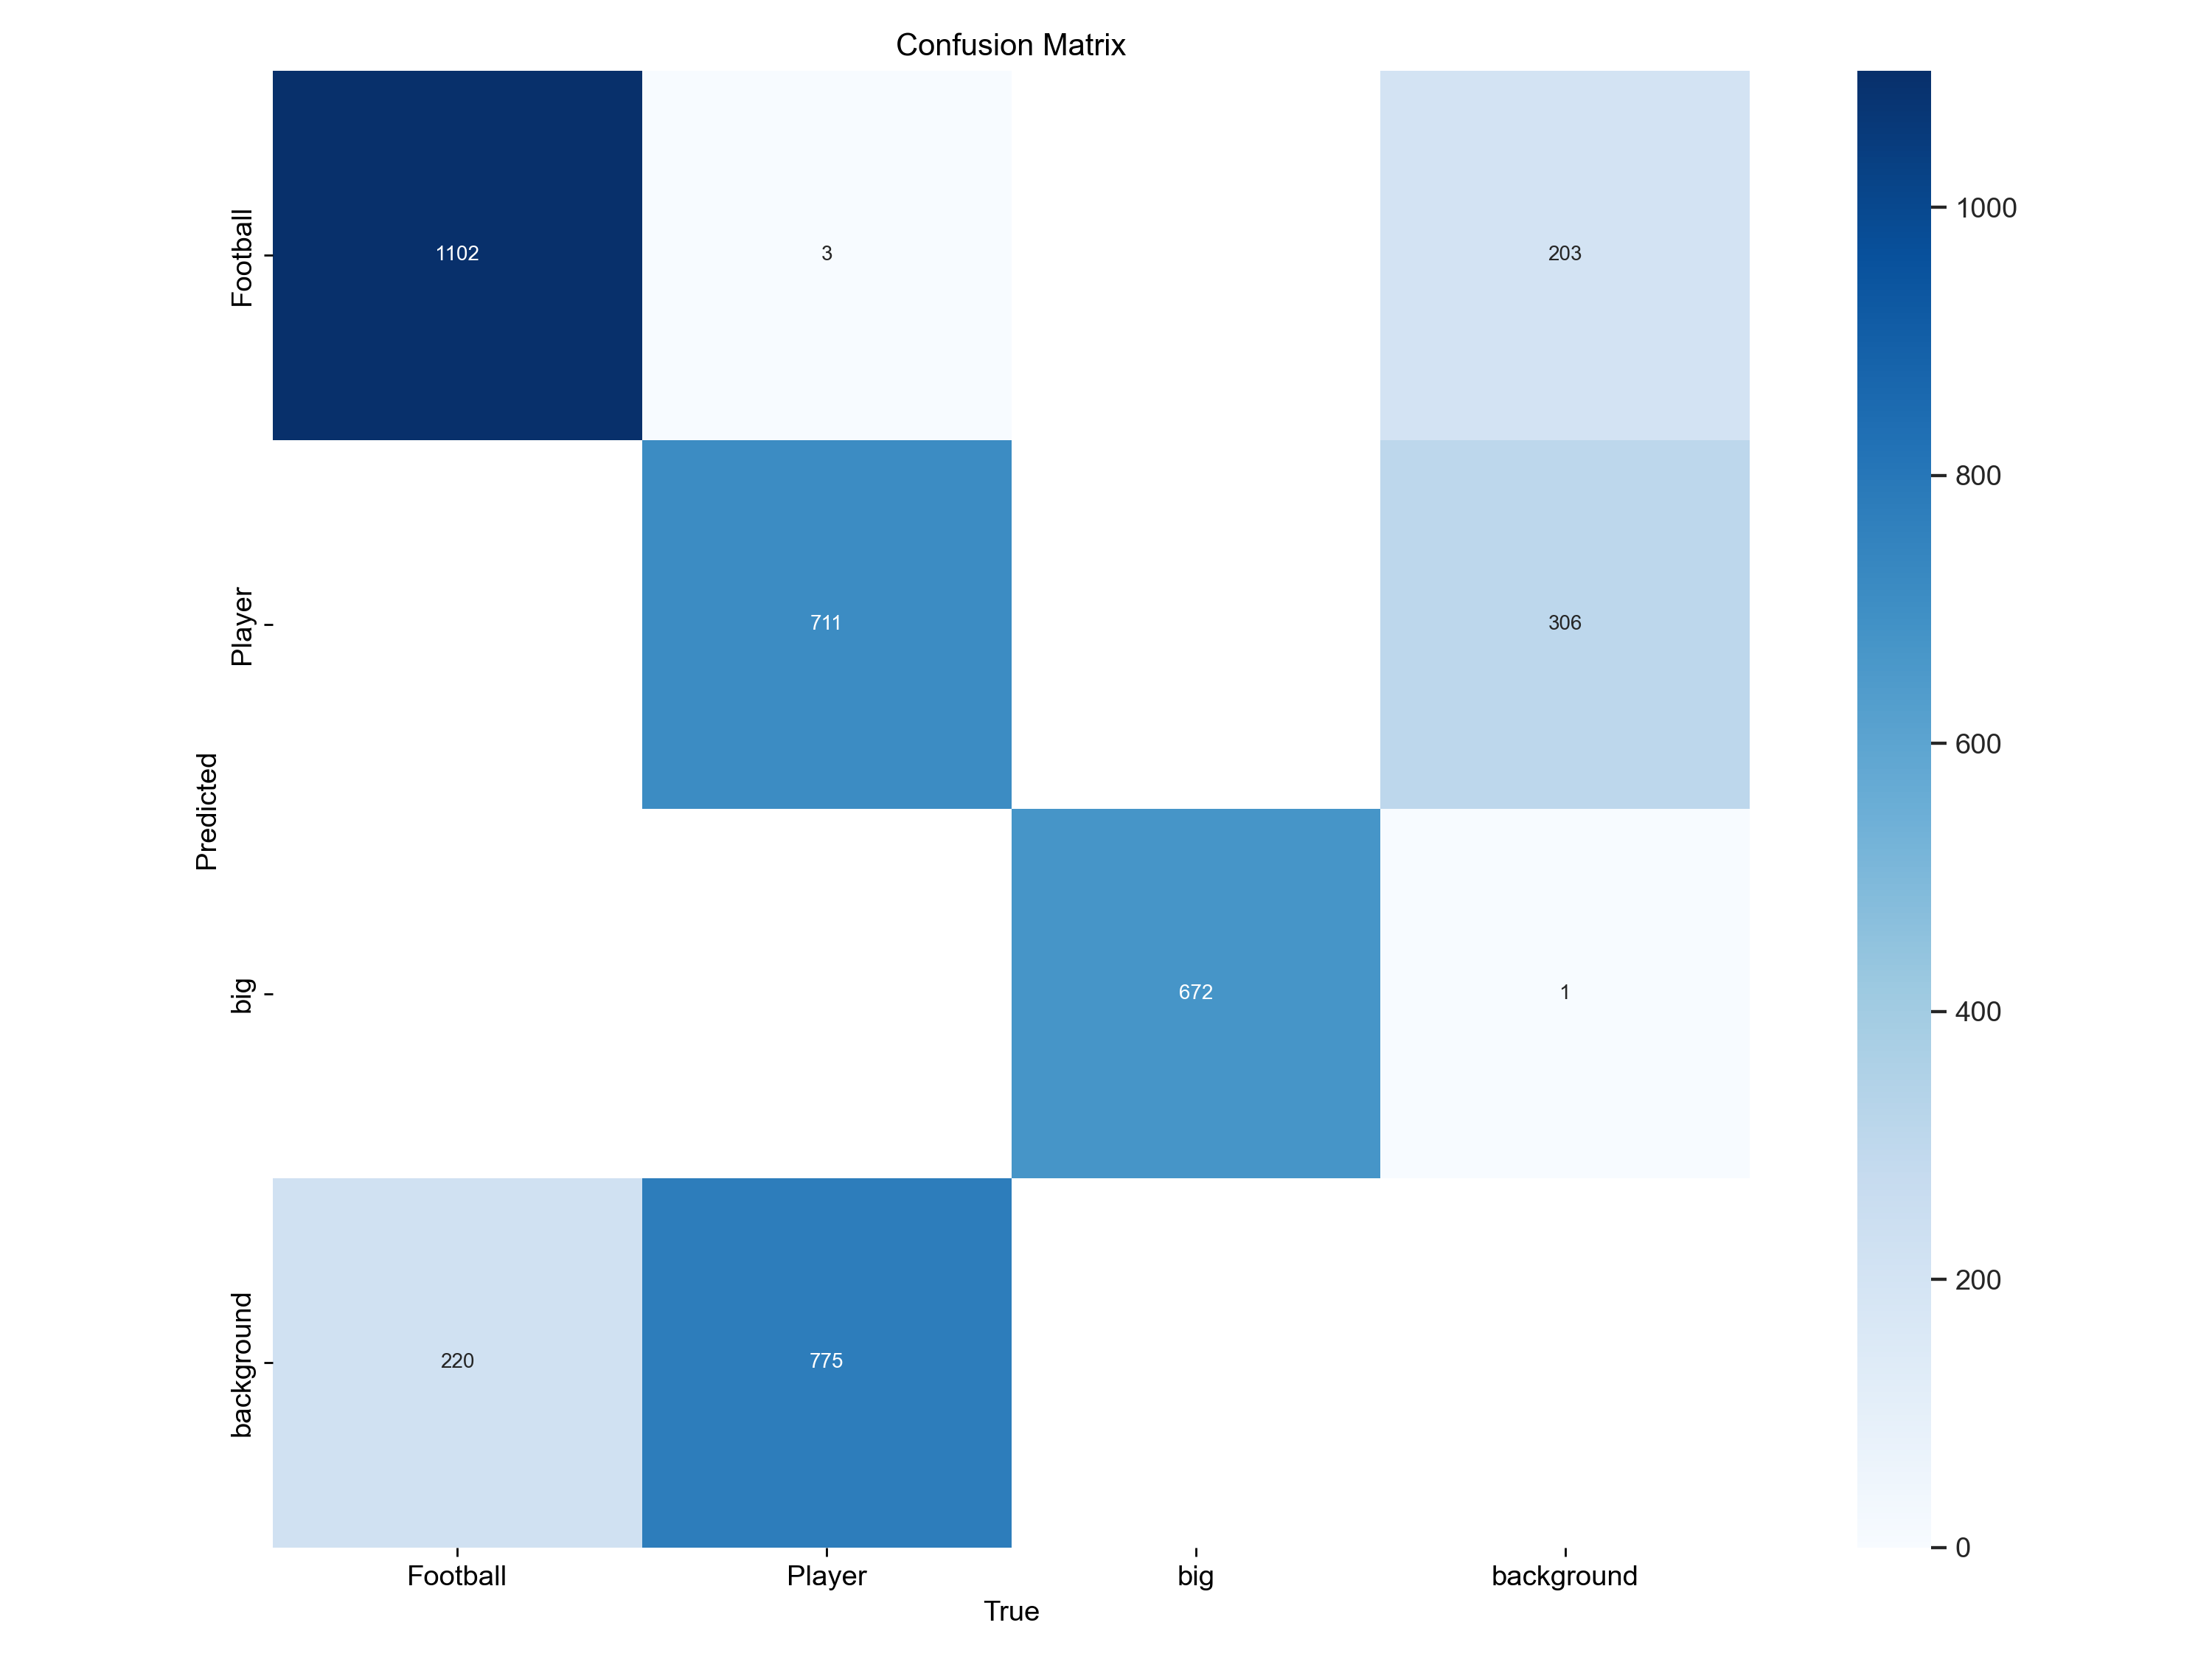 Confusion Matrix
Football
1102
3
203
1000
Player
711
306
800
Predicted
600
big
672
1
400
background
220
775
200
0
Football
Player
big
background
True